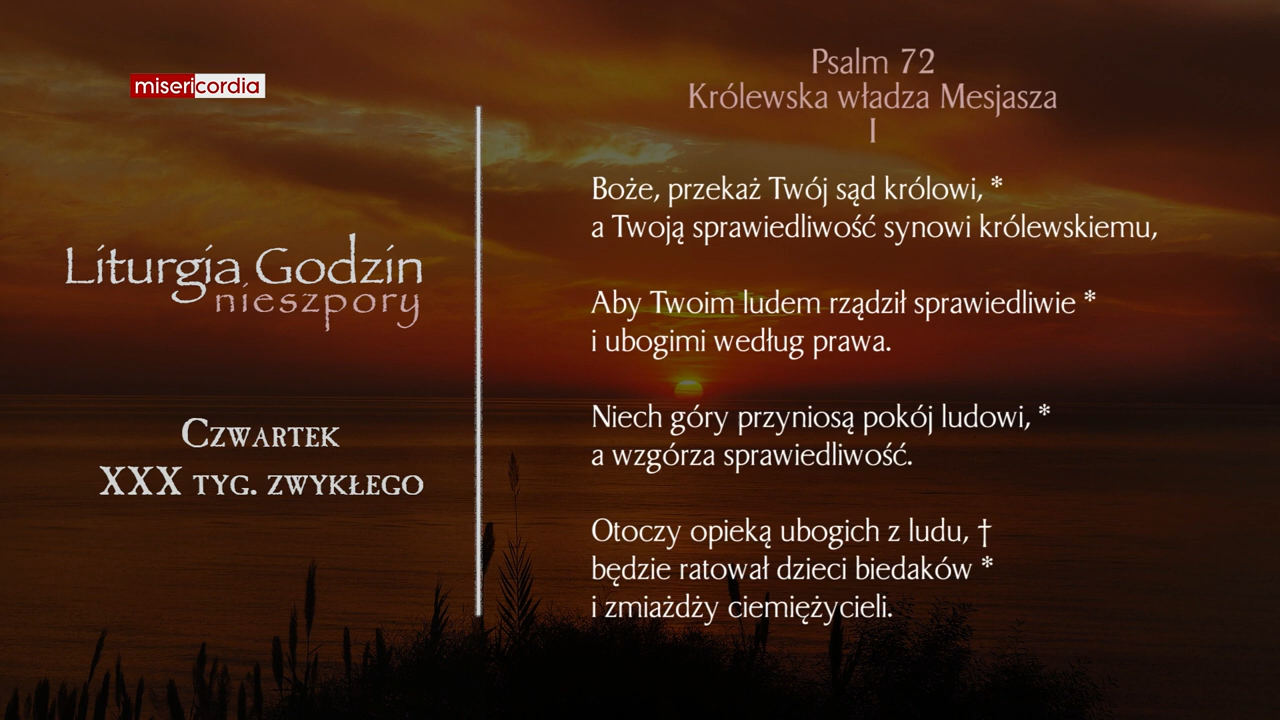 misericordia
Liturgia Godzin
nieszpory
Czwartek
XXX tyg. zwykłego
Psalm 72
Królewska władza Mesjasza
I
Boże, przekaż Twój sąd królowi, *
a Twoją sprawiedliwość synowi królewskiemu,
Aby Twoim ludem rządził sprawiedliwie *
i ubogimi według prawa.
Niech góry przyniosą pokój ludowi, *
a wzgórza sprawiedliwość.
Otoczy opieką ubogich z ludu, †
będzie ratował dzieci biedaków *
i zmiażdży ciemiężycieli.